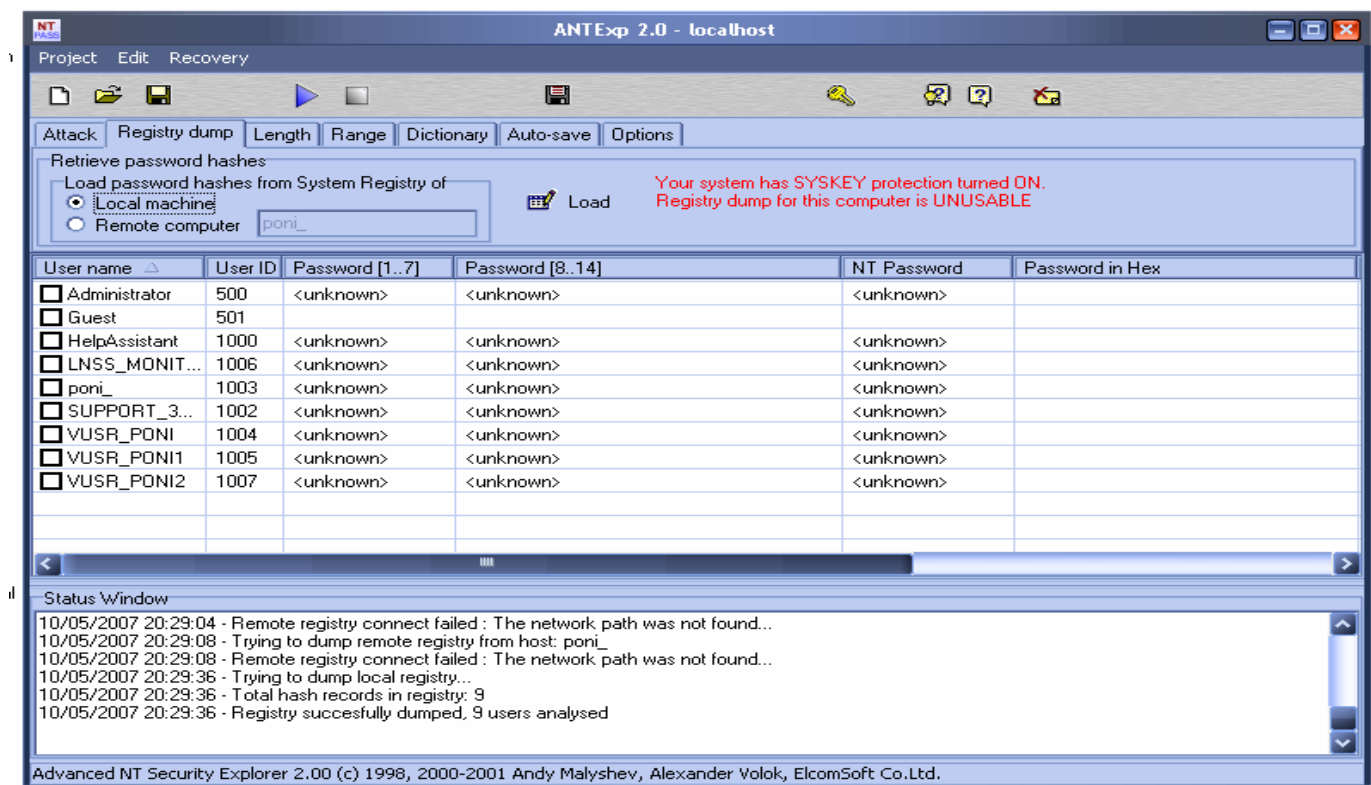 NT PASS ANTExp 2.0 - localhost
Project Edit Recovery
Attack Registry dump Length Range Dictionary Auto-save Options
Retrieve password hashes
Load password hashes from System Registry of
Local machine
Remote computer poni_
Load
Your system has SYSKEY protection turned ON.
Registry dump for this computer is UNUSABLE
User name User ID Password [1..7] Password [8..14] NT Password Password in Hex
Administrator 500 <unknown> <unknown> <unknown>
Guest 501
HelpAssistant 1000 <unknown> <unknown> <unknown>
LNSS_MONIT... 1006 <unknown> <unknown> <unknown>
poni_ 1003 <unknown> <unknown> <unknown>
SUPPORT_3... 1002 <unknown> <unknown> <unknown>
VUSR_PONI 1004 <unknown> <unknown> <unknown>
VUSR_PONI1 1005 <unknown> <unknown> <unknown>
VUSR_PONI2 1007 <unknown> <unknown> <unknown>
Status Window
10/05/2007 20:29:04 - Remote registry connect failed : The network path was not found...
10/05/2007 20:29:08 - Trying to dump remote registry from host: poni_
10/05/2007 20:29:08 - Remote registry connect failed : The network path was not found...
10/05/2007 20:29:36 - Trying to dump local registry...
10/05/2007 20:29:36 - Total hash records in registry: 9
10/05/2007 20:29:36 - Registry succesfully dumped, 9 users analysed
Advanced NT Security Explorer 2.00 (c) 1998, 2000-2001 Andy Malyshev, Alexander Volok, ElcomSoft Co.Ltd.